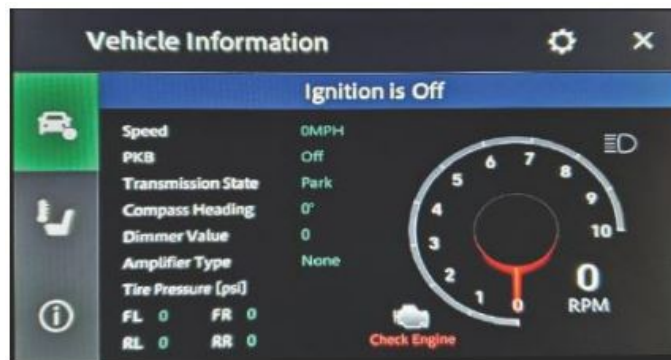 Vehicle Information
Ignition is Off
Speed 0MPH
PKB Off
Transmission State Park
Compass Heading 0°
Dimmer Value 0
Amplifier Type None
Tire Pressure [psi]
FL 0 FR 0
RL 0 RR 0
0
1
2
3
4
5
6
7
8
9
10
0
RPM
Check Engine